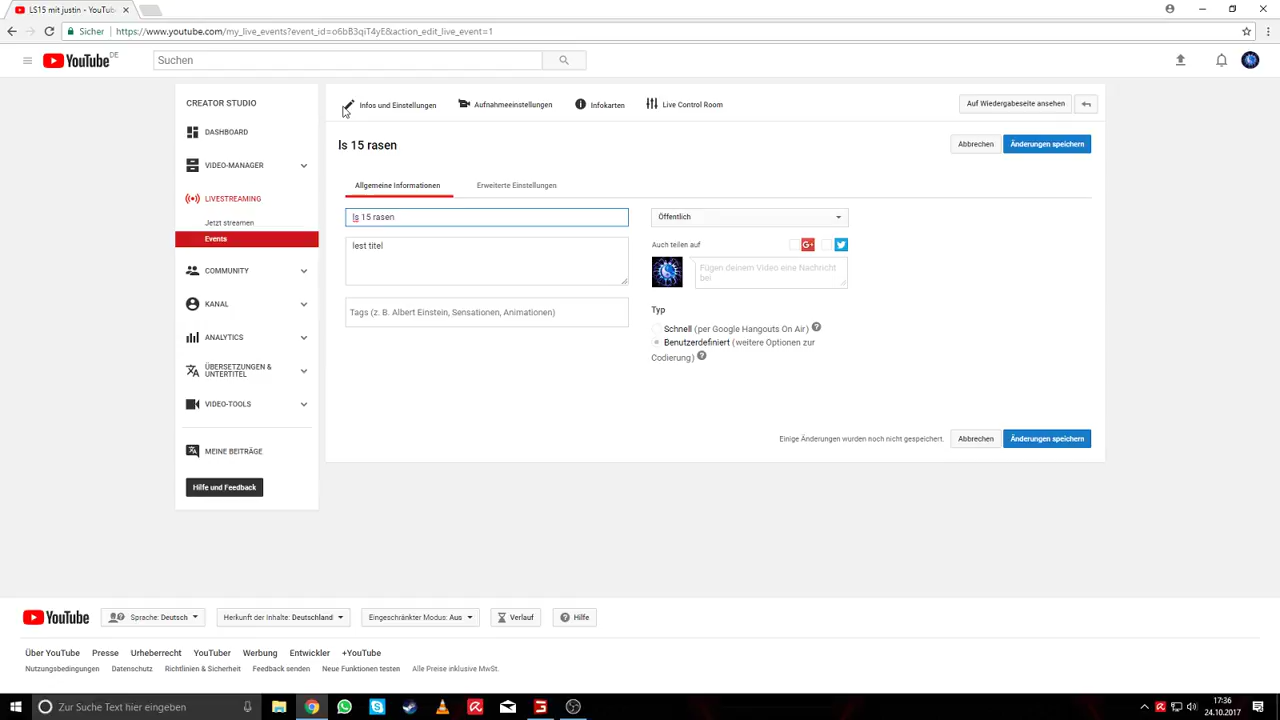 LS15 mit justin - YouTub
Sicher
https://www.youtube.com/my_live_events?event_id=o6bB3qiT4yE&action_edit_live_event=1
YouTube DE
Suchen
CREATOR STUDIO
DASHBOARD
VIDEO-MANAGER
LIVESTREAMING
Jetzt streamen
Events
COMMUNITY
KANAL
ANALYTICS
ÜBERSETZUNGEN &
UNTERTITEL
VIDEO-TOOLS
MEINE BEITRÄGE
Hilfe und Feedback
Infos und Einstellungen
Aufnahmeeinstellungen
Infokarten
Live Control Room
Auf Wiedergabeseite ansehen
ls 15 rasen
Abbrechen
Änderungen speichern
Allgemeine Informationen
Erweiterte Einstellungen
ls 15 rasen
lest titel
Tags (z. B. Albert Einstein, Sensationen, Animationen)
Öffentlich
Auch teilen auf
G+
Fügen deinem Video eine Nachricht
bei
Typ
Schnell (per Google Hangouts On Air) ?
Benutzerdefiniert (weitere Optionen zur
Codierung) ?
Einige Änderungen wurden noch nicht gespeichert.
Abbrechen
Änderungen speichern
YouTube
Sprache: Deutsch
Herkunft der Inhalte: Deutschland
Eingeschränkter Modus: Aus
Verlauf
Hilfe
Über YouTube
Presse
Urheberrecht
YouTuber
Werbung
Entwickler
+YouTube
Nutzungsbedingungen
Datenschutz
Richtlinien & Sicherheit
Feedback senden
Neue Funktionen testen
Alle Preise inklusive MwSt.
Zur Suche Text hier eingeben
17:36
24.10.2017